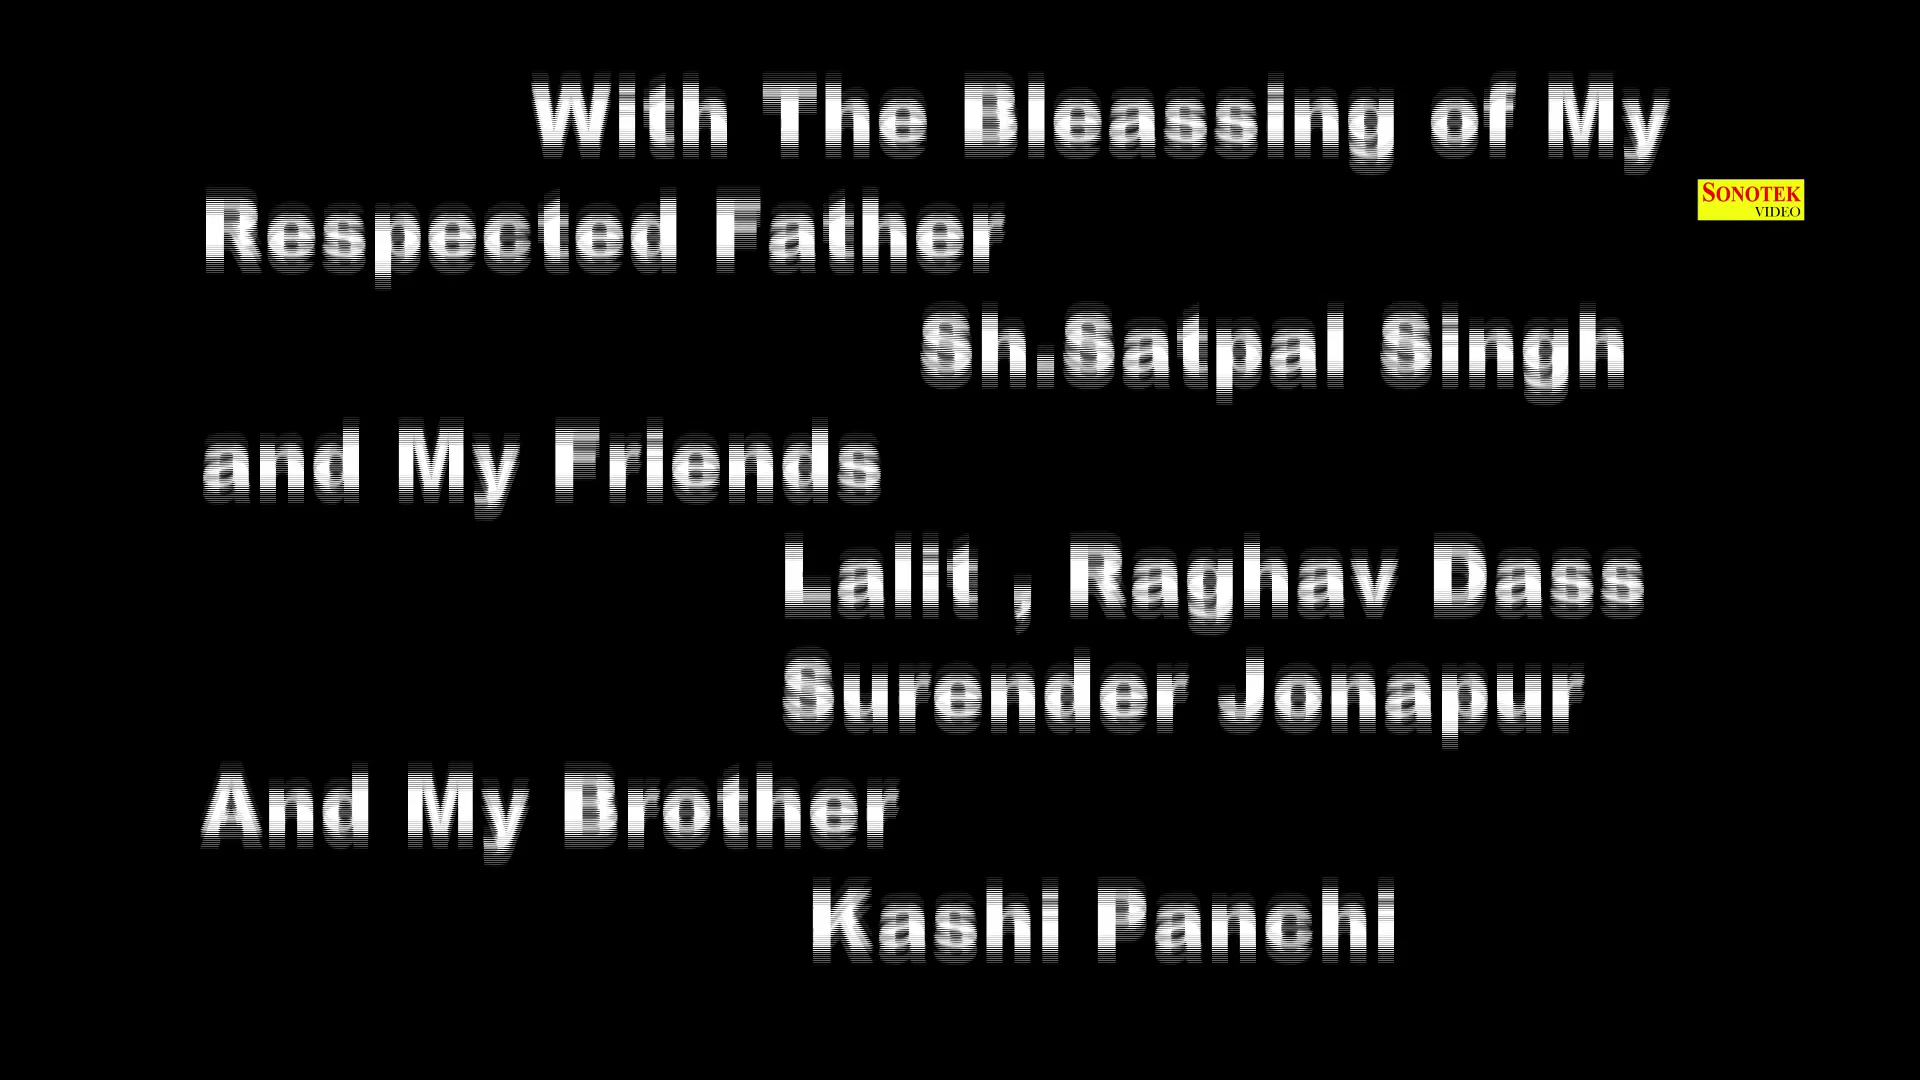 With The Bleassing of My
Respected Father
SONOTEK
VIDEO
Sh.Satpal Singh
and My Friends
Lalit , Raghav Dass
Surender Jonapur
And My Brother
Kashi Panchi